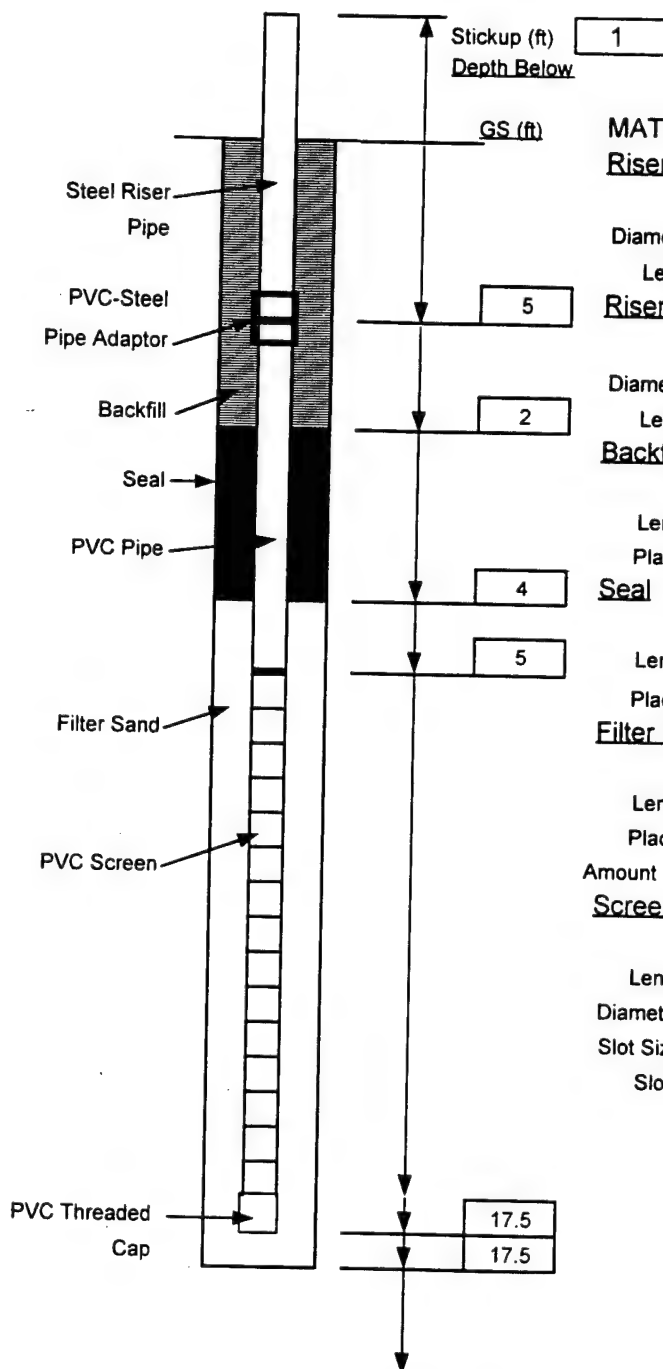 Stickup (ft) 1
Depth Below
GS (ft) MAT
Riser
Steel Riser
Pipe
Diame
Le
PVC-Steel
5 Riser
Pipe Adaptor
Diame
Backfill 2 Le
Backf
Seal
Len
PVC Pipe Pla
4 Seal
5 Len
Filter Sand Plac
Filter
Len
PVC Screen Plac
Amount
Scree
Len
Diamet
Slot Siz
Slo
PVC Threaded 17.5
Cap 17.5